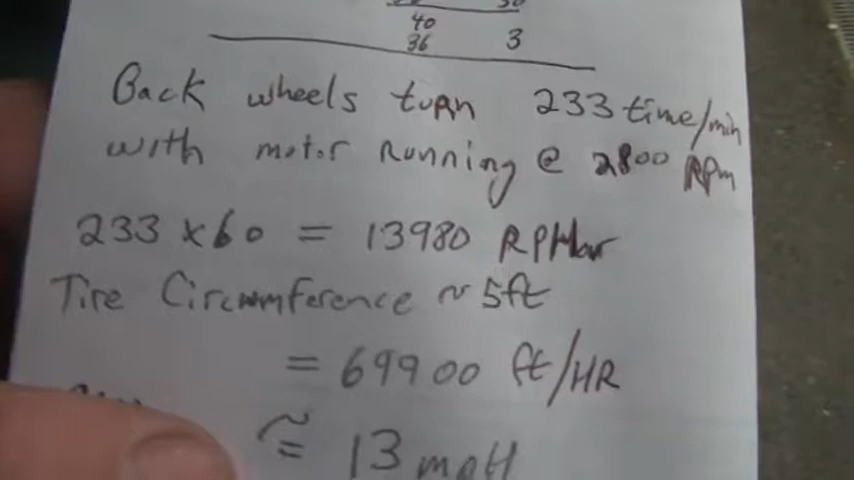 40
36 3
Back wheels turn 233 time/min
with motor Running @ 2800 RPm
233 x 60 = 13980 RPHour
Tire Circumference ~ 5ft
= 69900 ft/HR
≅ 13 mpH